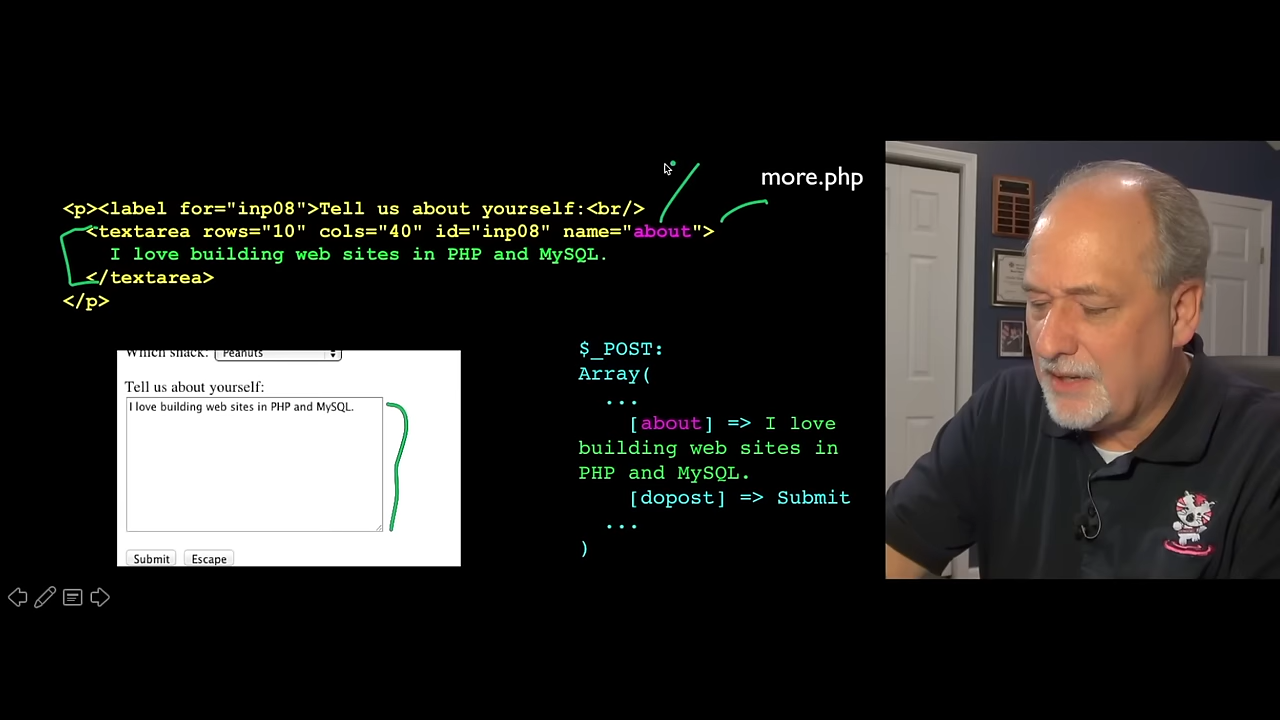 more.php
<p><label for="inp08">Tell us about yourself:<br/>
<textarea rows="10" cols="40" id="inp08" name="about">
I love building web sites in PHP and MySQL.
</textarea>
</p>
Which snack: Peanuts
Tell us about yourself:
I love building web sites in PHP and MySQL.
Submit Escape
$_POST:
Array(
...
[about] => I love
building web sites in
PHP and MySQL.
[dopost] => Submit
...
)